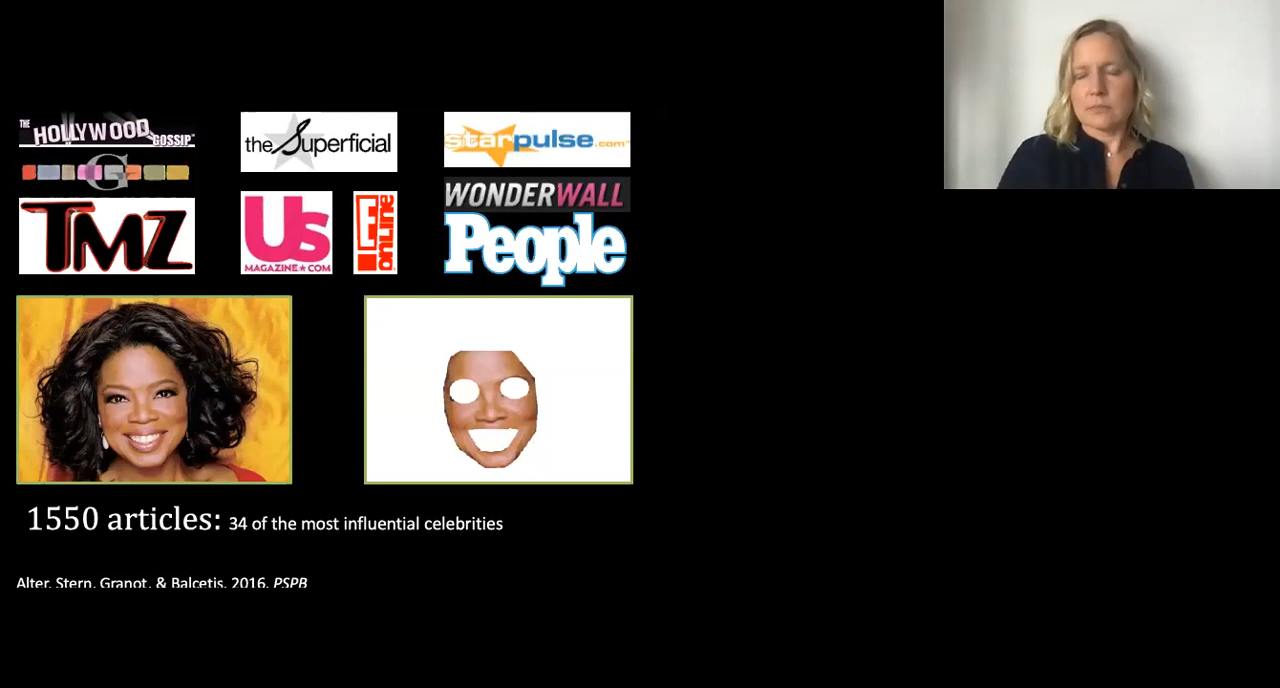 THE HOLLYWOOD GOSSIP
G
the Superficial
starpulse.com
TMZ
Us
MAGAZINE★COM
E! ONLINE
WONDERWALL
People
1550 articles: 34 of the most influential celebrities
Alter, Stern, Granot, & Balcetis, 2016, PSPB